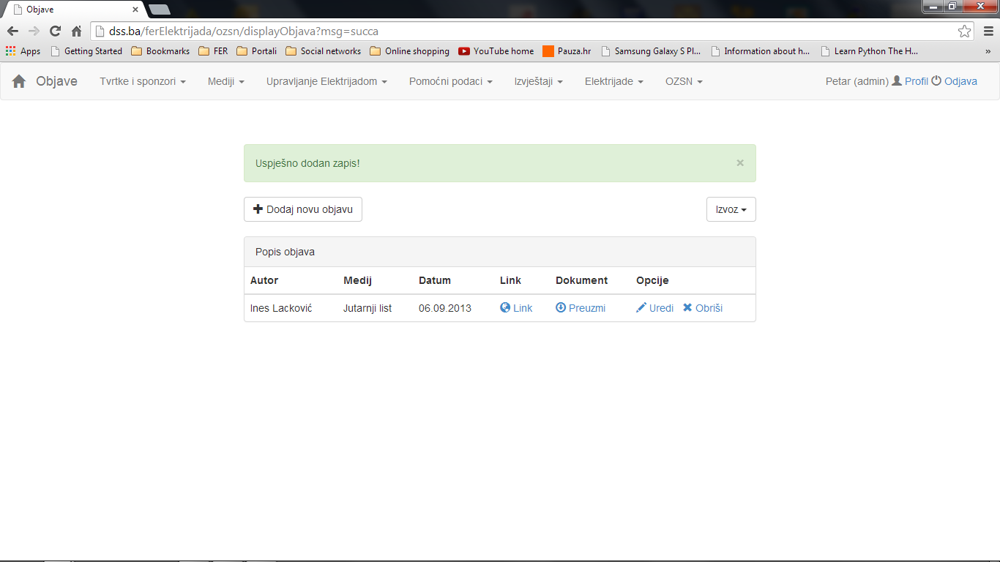 Objave
dss.ba/ferElektrijada/ozsn/displayObjava?msg=succa
Apps Getting Started Bookmarks FER Portali Social networks Online shopping YouTube home Pauza.hr Samsung Galaxy S Pl... Information about h... Learn Python The H... »
Objave Tvrtke i sponzori Mediji Upravljanje Elektrijadom Pomoćni podaci Izvještaji Elektrijade OZSN Petar (admin) Profil Odjava
Uspješno dodan zapis! ×
Dodaj novu objavu Izvoz
Popis objava
Autor Medij Datum Link Dokument Opcije
Ines Lacković Jutarnji list 06.09.2013 Link Preuzmi Uredi Obriši